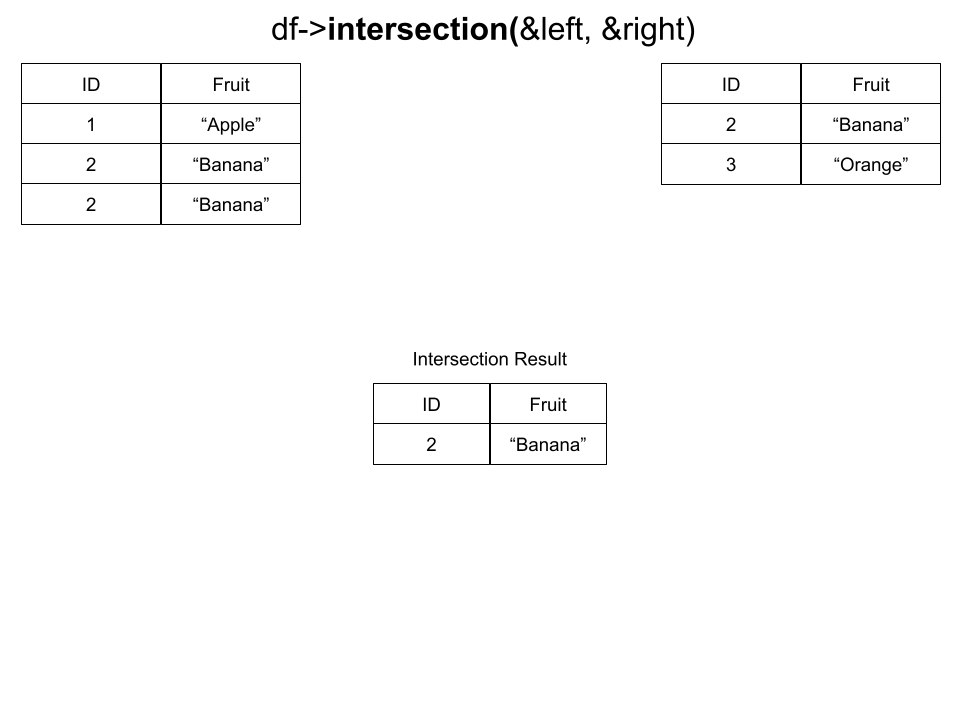 df->intersection(&left, &right)
ID Fruit
1 “Apple”
2 “Banana”
2 “Banana”
ID Fruit
2 “Banana”
3 “Orange”
Intersection Result
ID Fruit
2 “Banana”